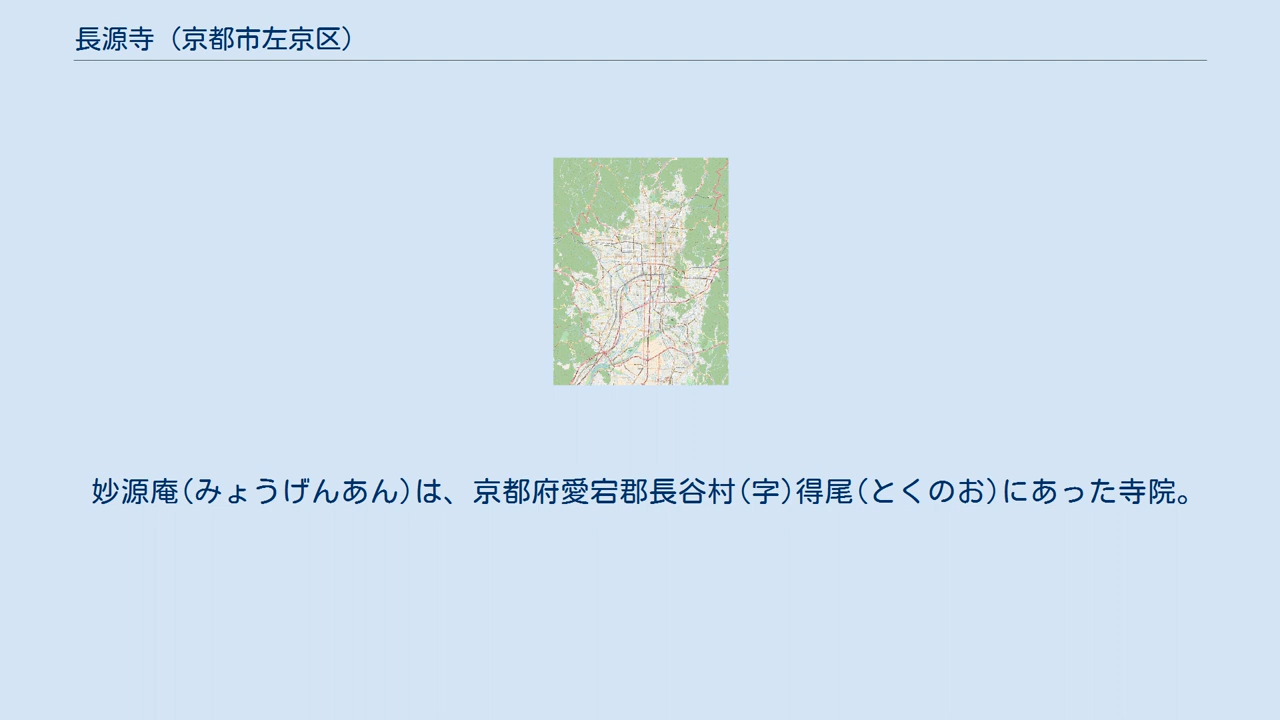 長源寺（京都市左京区）
妙源庵(みょうげんあん)は、京都府愛宕郡長谷村(字)得尾(とくのお)にあった寺院。